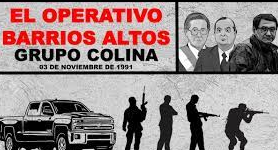 EL OPERATIVO
BARRIOS ALTOS
GRUPO COLINA
03 DE NOVIEMBRE DE 1991